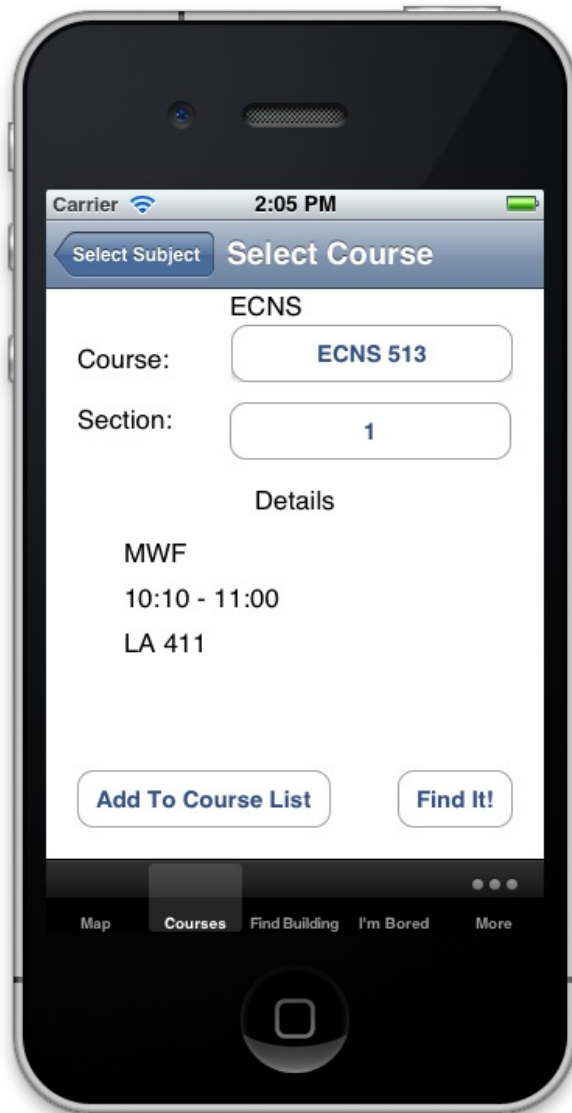 Carrier 2:05 PM
Select Subject Select Course
ECNS
Course: ECNS 513
Section: 1
Details
MWF
10:10 - 11:00
LA 411
Add To Course List Find It!
Map Courses Find Building I'm Bored More